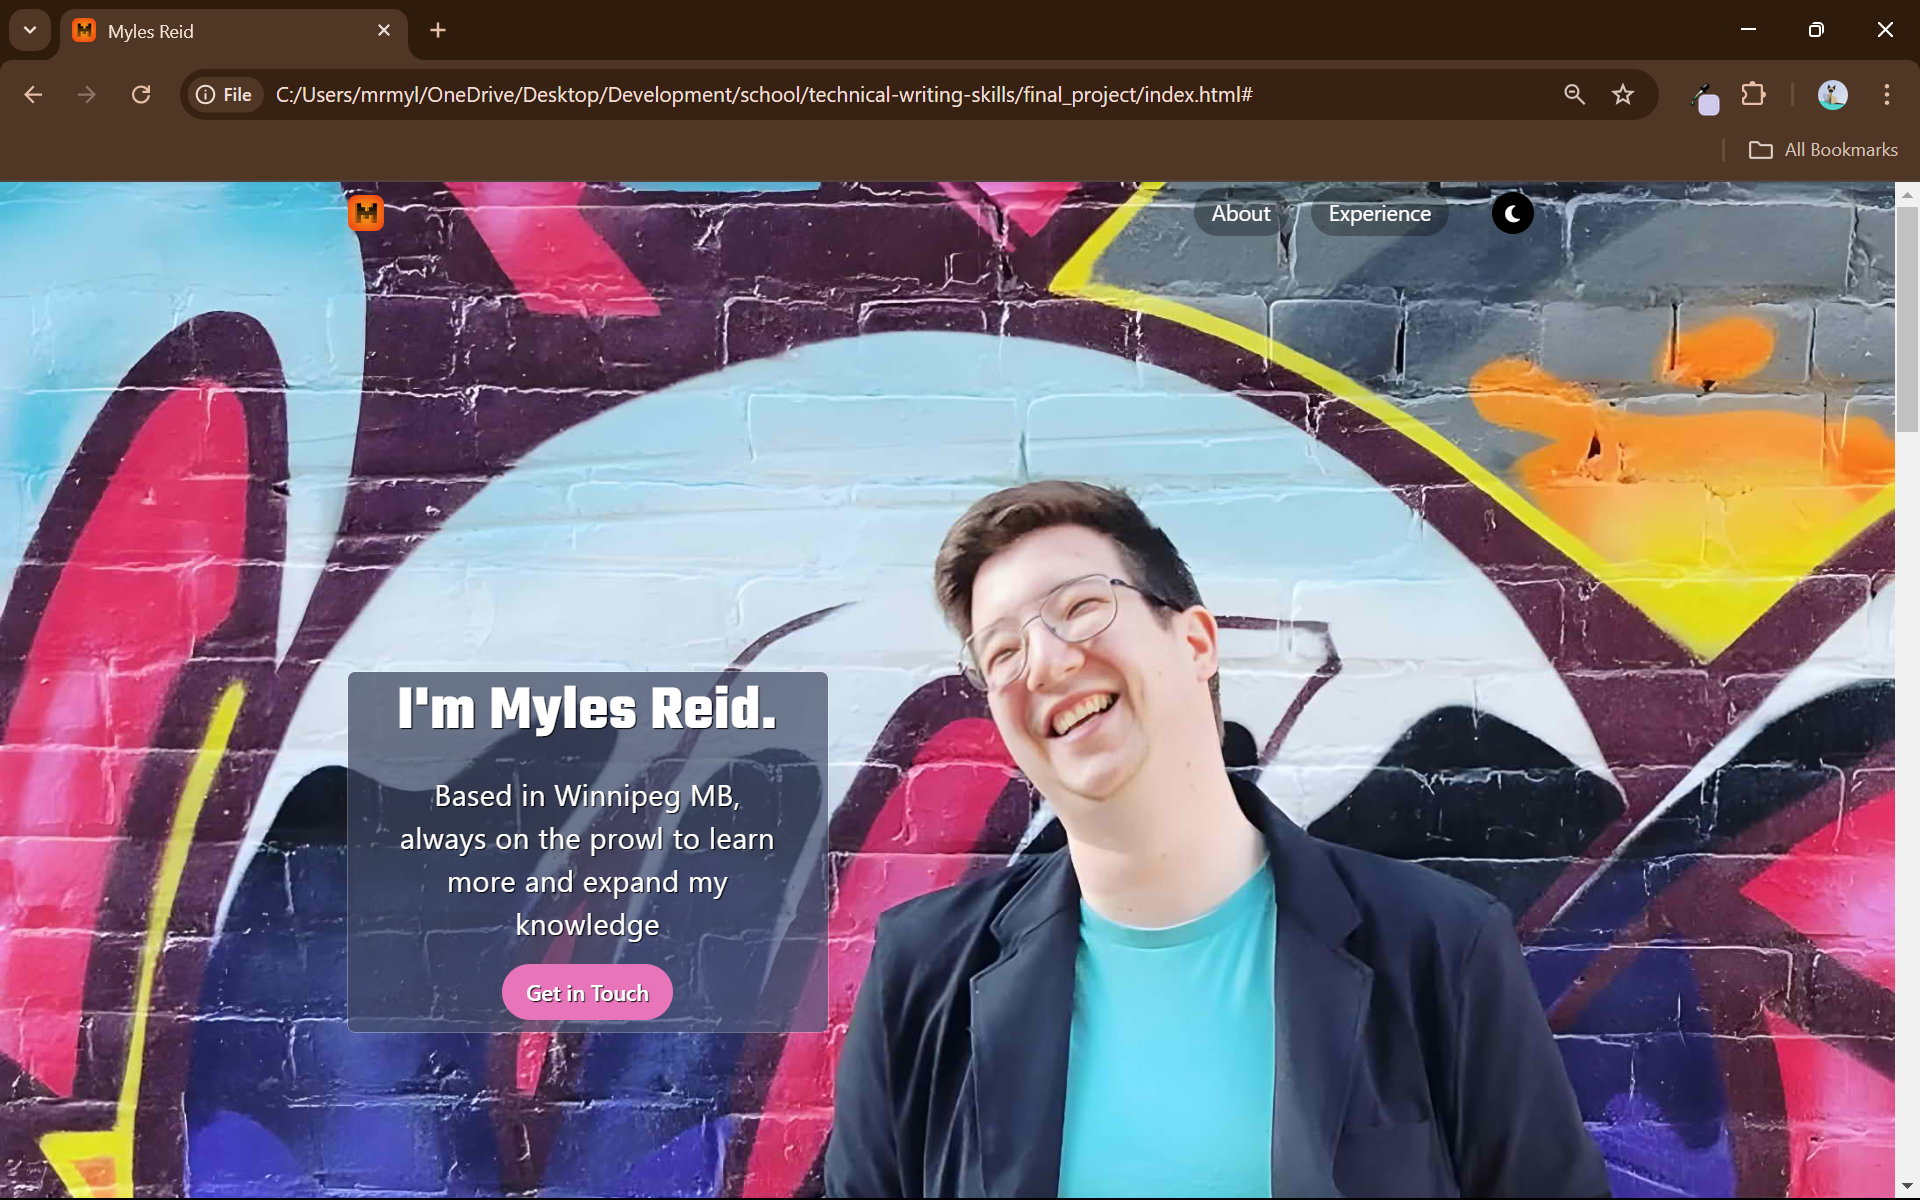 Myles Reid
File
C:/Users/mrmyl/OneDrive/Desktop/Development/school/technical-writing-skills/final_project/index.html#
All Bookmarks
M
About
Experience
I'm Myles Reid.
Based in Winnipeg MB,
always on the prowl to learn
more and expand my
knowledge
Get in Touch